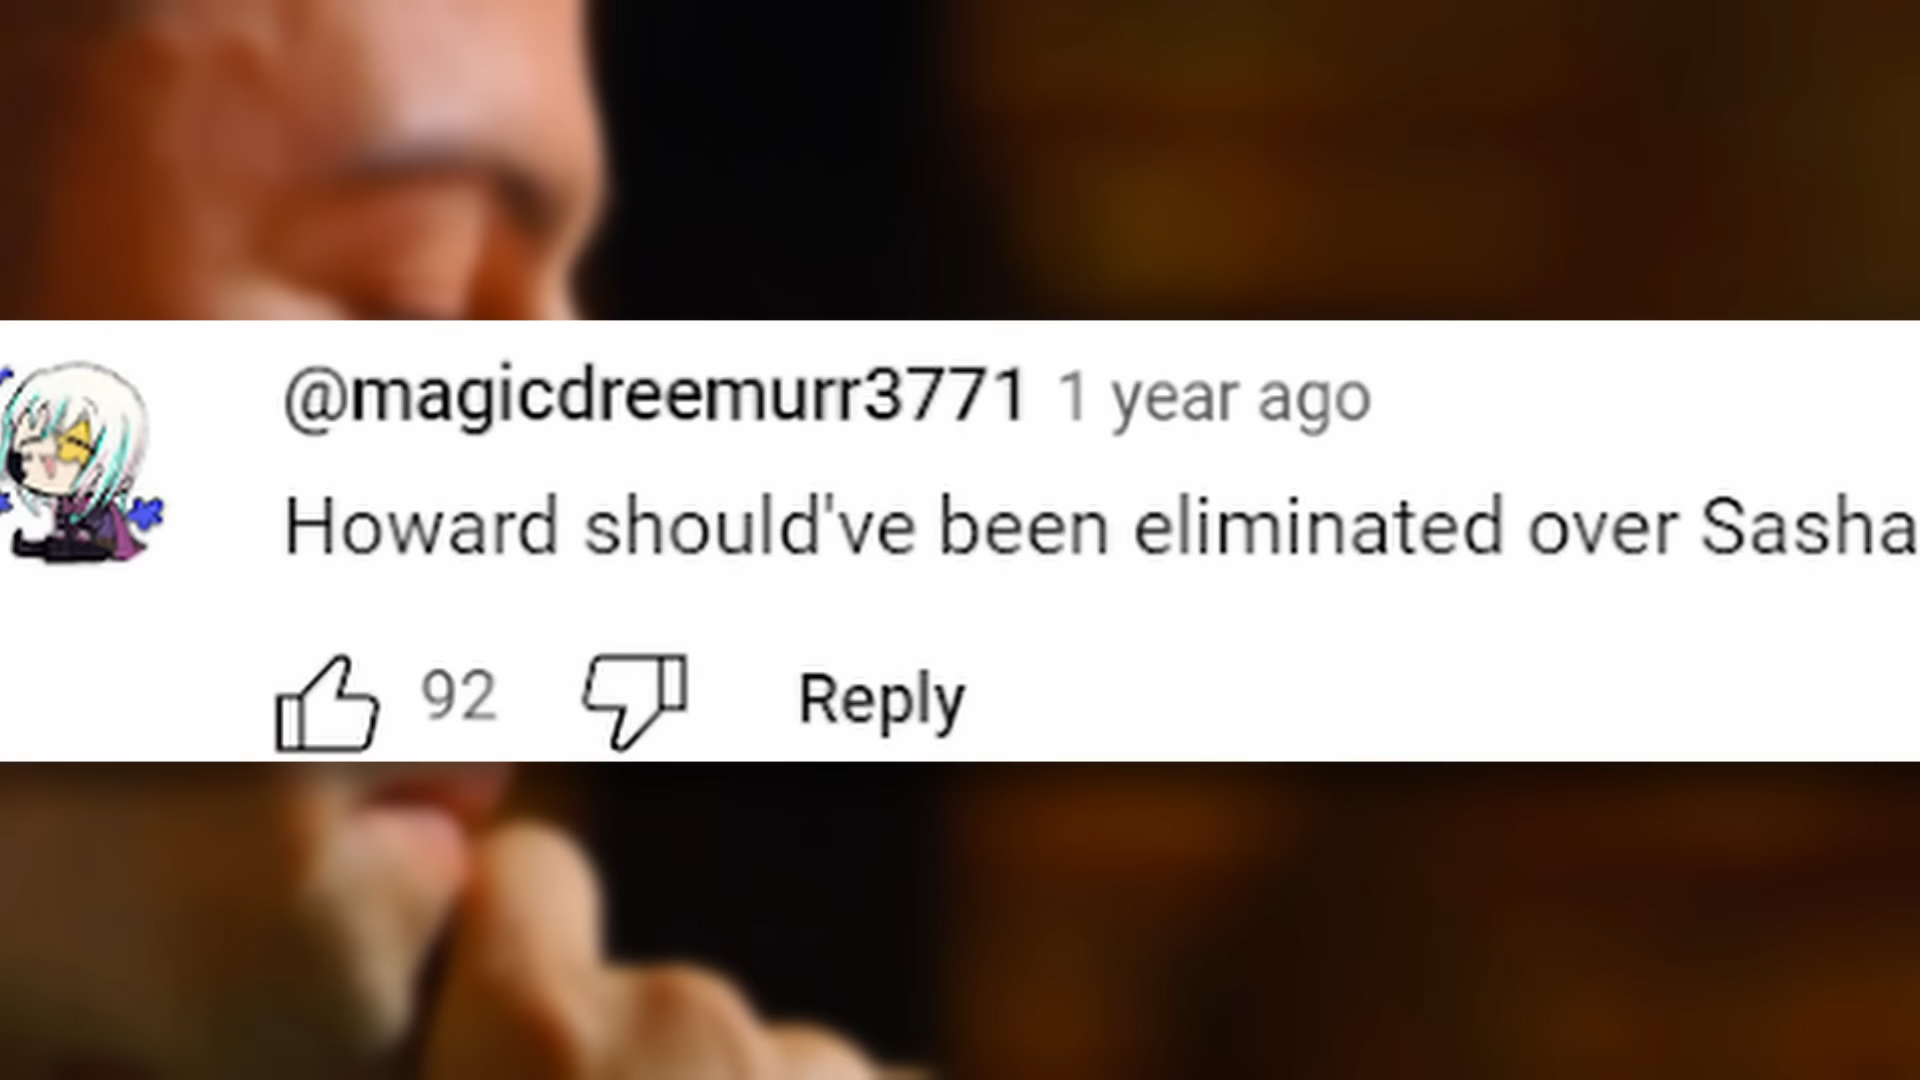 @magicdreemurr3771 1 year ago
Howard should've been eliminated over Sasha
92 Reply